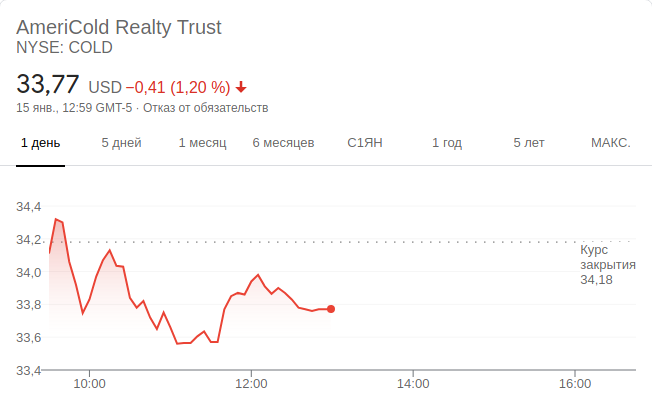 AmeriCold Realty Trust
NYSE: COLD
33,77 USD −0,41 (1,20 %)
15 янв., 12:59 GMT-5 · Отказ от обязательств
1 день 5 дней 1 месяц 6 месяцев С1ЯН 1 год 5 лет МАКС.
34,4
34,2
Курс
закрытия
34,18
34,0
33,8
33,6
33,4
10:00 12:00 14:00 16:00